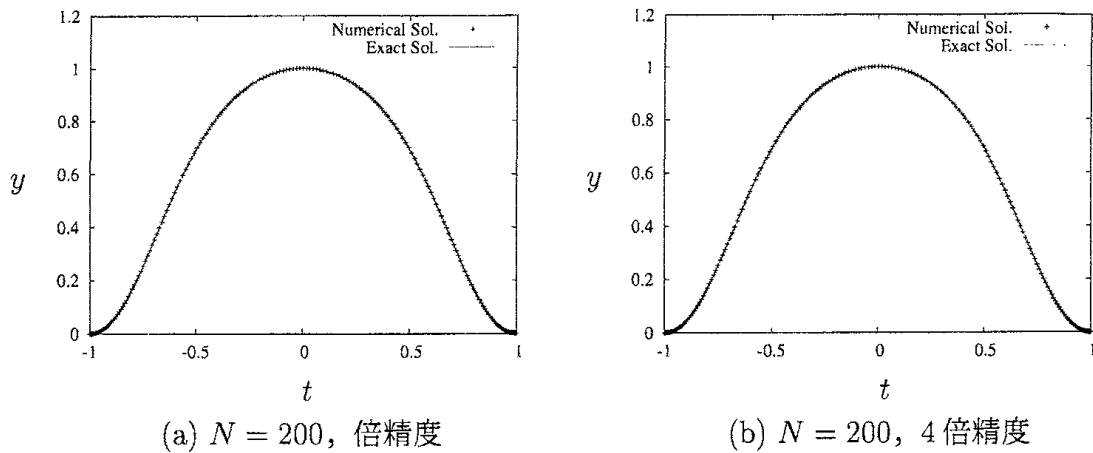 1.2
1
0.8
0.6
0.4
0.2
0
y
-1
-0.5
0
0.5
1
t
Numerical Sol.
Exact Sol.
(a) N = 200, 倍精度
1.2
1
0.8
0.6
0.4
0.2
0
y
-1
-0.5
0
0.5
1
t
Numerical Sol.
Exact Sol.
(b) N = 200, 4倍精度